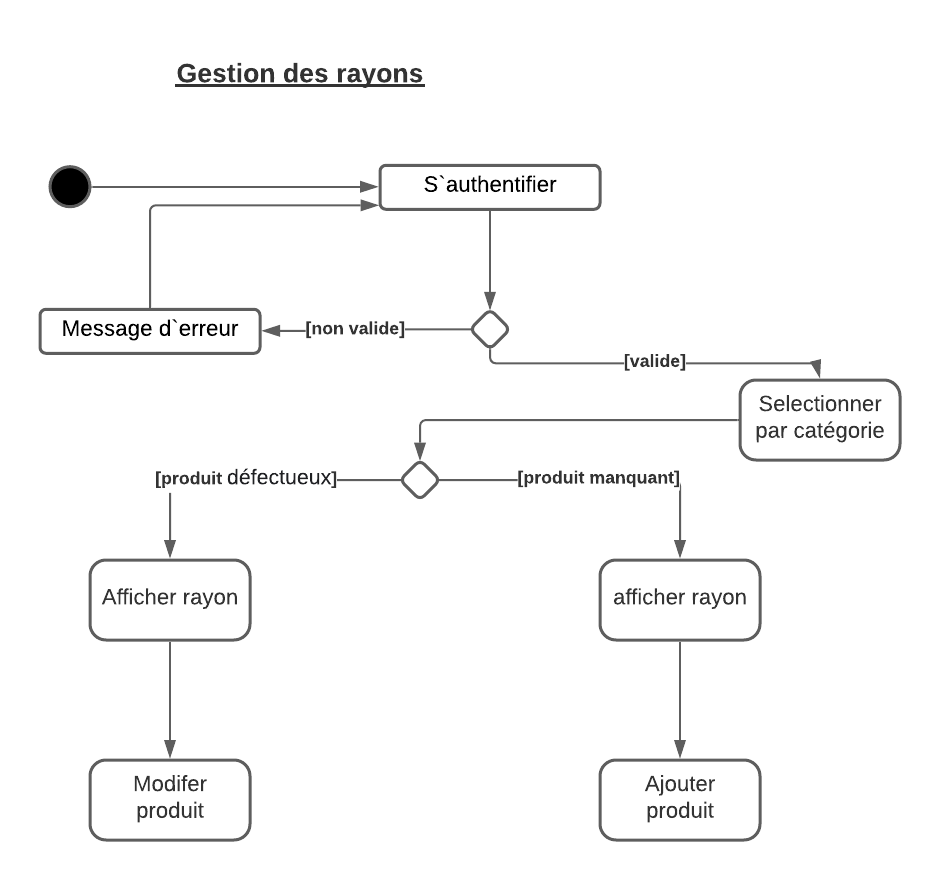 Gestion des rayons
S`authentifier
Message d`erreur
[non valide]
[valide]
Selectionner
par catégorie
[produit défectueux]
[produit manquant]
Afficher rayon
afficher rayon
Modifer
produit
Ajouter
produit